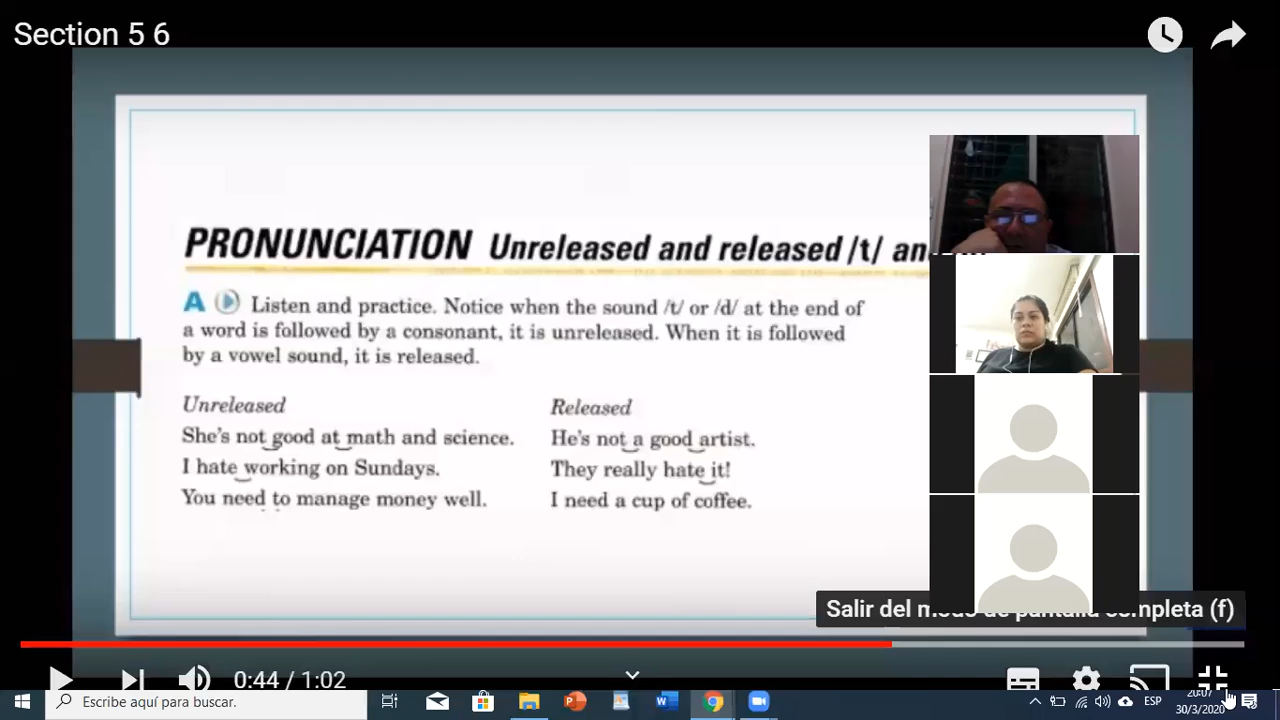 Section 5 6
PRONUNCIATION Unreleased and released /t/
A Listen and practice. Notice when the sound /t/ or /d/ at the end of
a word is followed by a consonant, it is unreleased. When it is followed
by a vowel sound, it is released.
Unreleased
She's not good at math and science.
I hate working on Sundays.
You need to manage money well.
Released
He's not a good artist.
They really hate it!
I need a cup of coffee.
Salir del modo de pantalla completa (f)
0:44 / 1:02
Escribe aquí para buscar.
ESP
20:07
30/3/2020